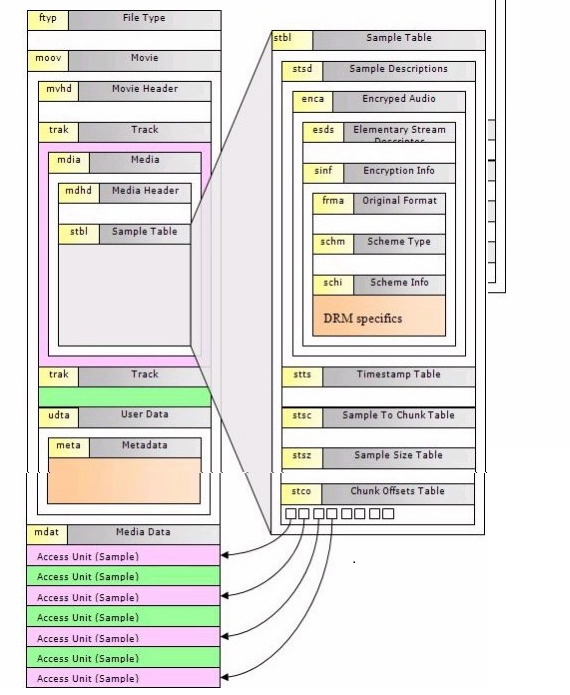 ftyp File Type
moov Movie
mvhd Movie Header
trak Track
mdia Media
mdhd Media Header
stbl Sample Table
trak Track
udta User Data
meta Metadata
mdat Media Data
Access Unit (Sample)
Access Unit (Sample)
Access Unit (Sample)
Access Unit (Sample)
Access Unit (Sample)
Access Unit (Sample)
Access Unit (Sample)
stbl Sample Table
stsd Sample Descriptions
enca Encryped Audio
esds Elementary Stream
Descriptor
sinf Encryption Info
frma Original Format
schm Scheme Type
schi Scheme Info
DRM specifics
stts Timestamp Table
stsc Sample To Chunk Table
stsz Sample Size Table
stco Chunk Offsets Table